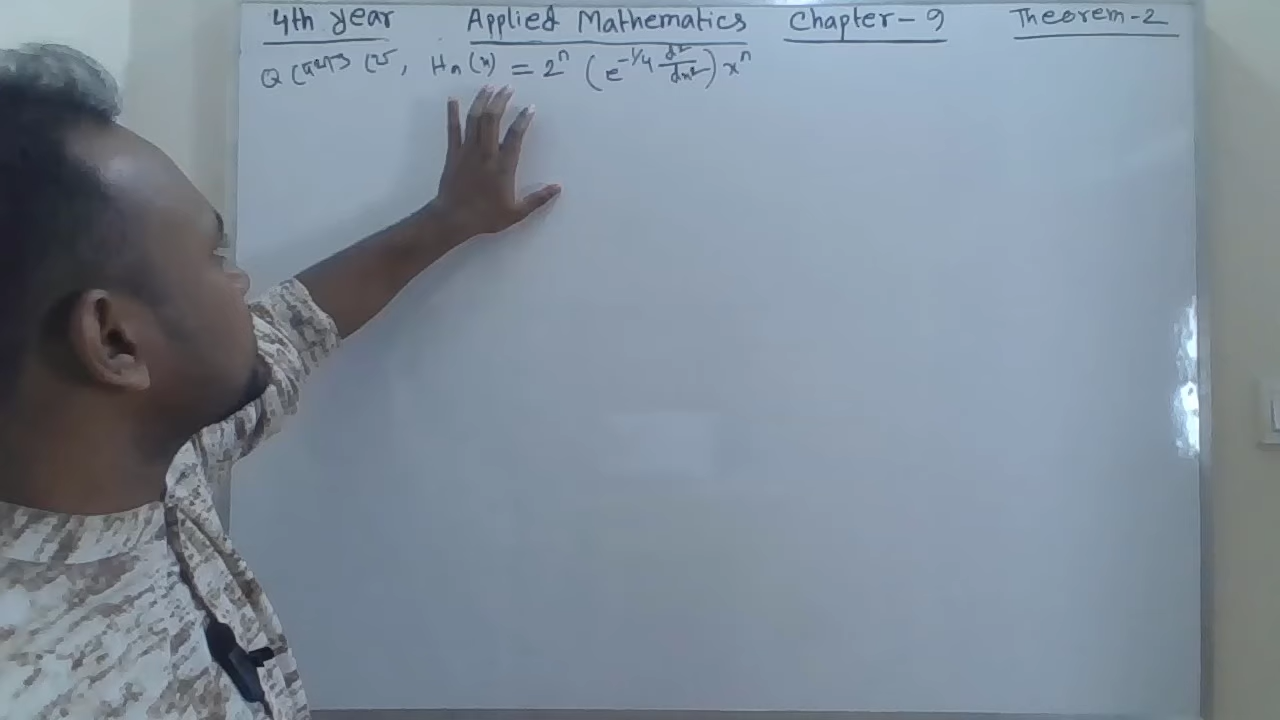 4th year Applied Mathematics Chapter-9 Theorem-2
দেখাও যে, Hₙ(x) = 2ⁿ (e^{-1/4 d²/dx²}) xⁿ